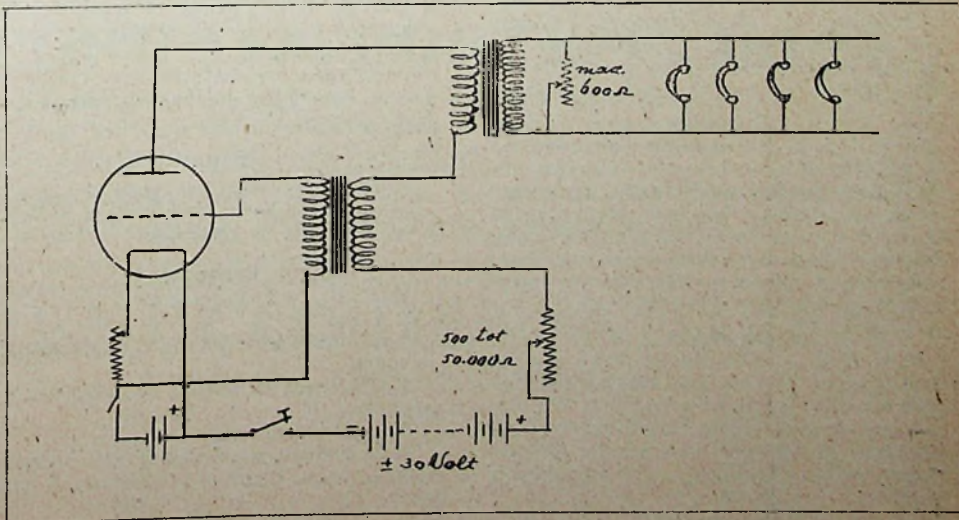 max.
600Ω
500 tot
50.000Ω
+
=
+
± 30 Volt